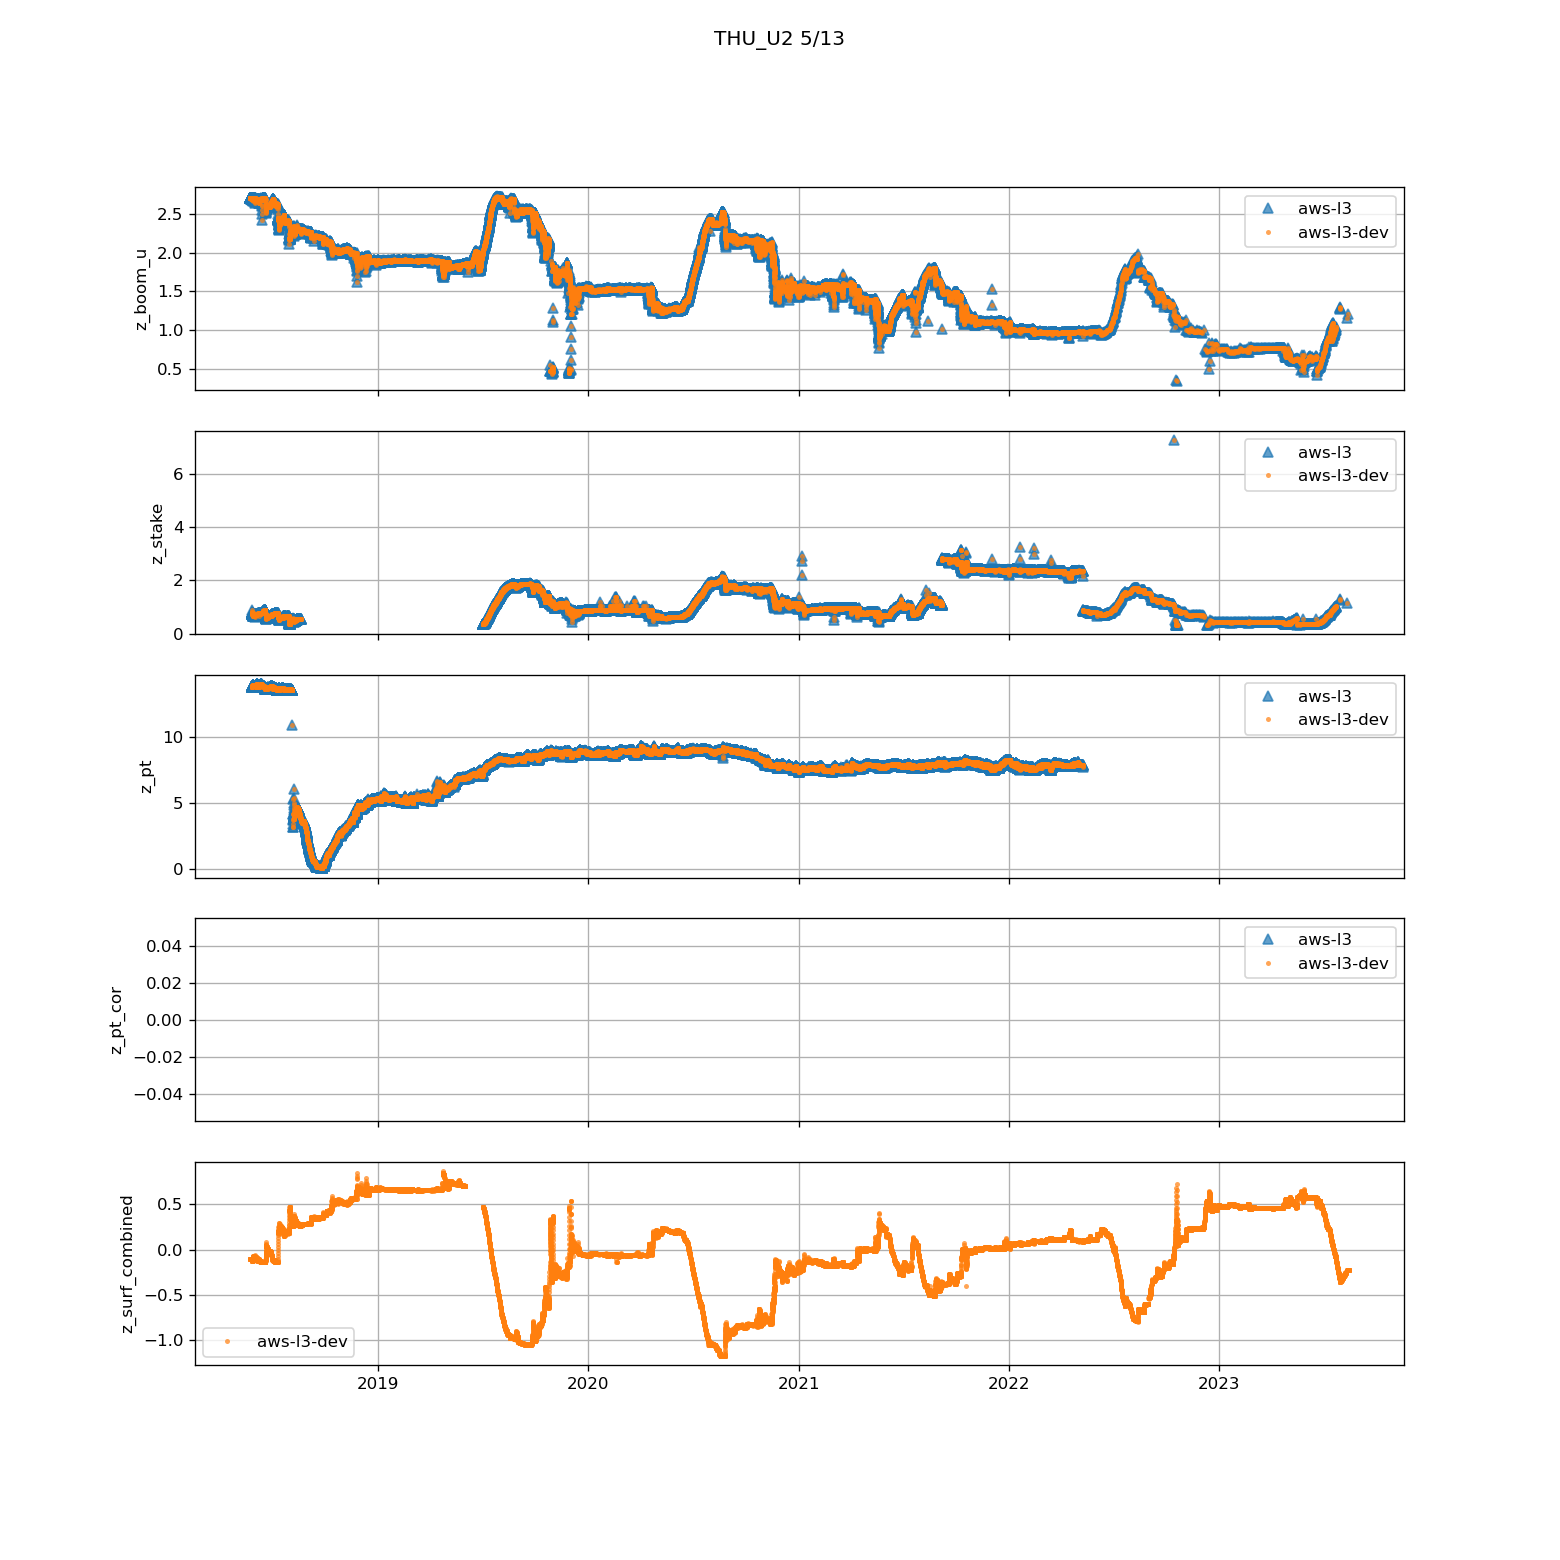 THU_U2 5/13
z_boom_u
2.5
2.0
1.5
1.0
0.5
aws-l3
aws-l3-dev
z_stake
6
4
2
0
aws-l3
aws-l3-dev
z_pt
10
5
0
aws-l3
aws-l3-dev
z_pt_cor
0.04
0.02
0.00
−0.02
−0.04
aws-l3
aws-l3-dev
z_surf_combined
0.5
0.0
−0.5
−1.0
aws-l3-dev
2019 2020 2021 2022 2023